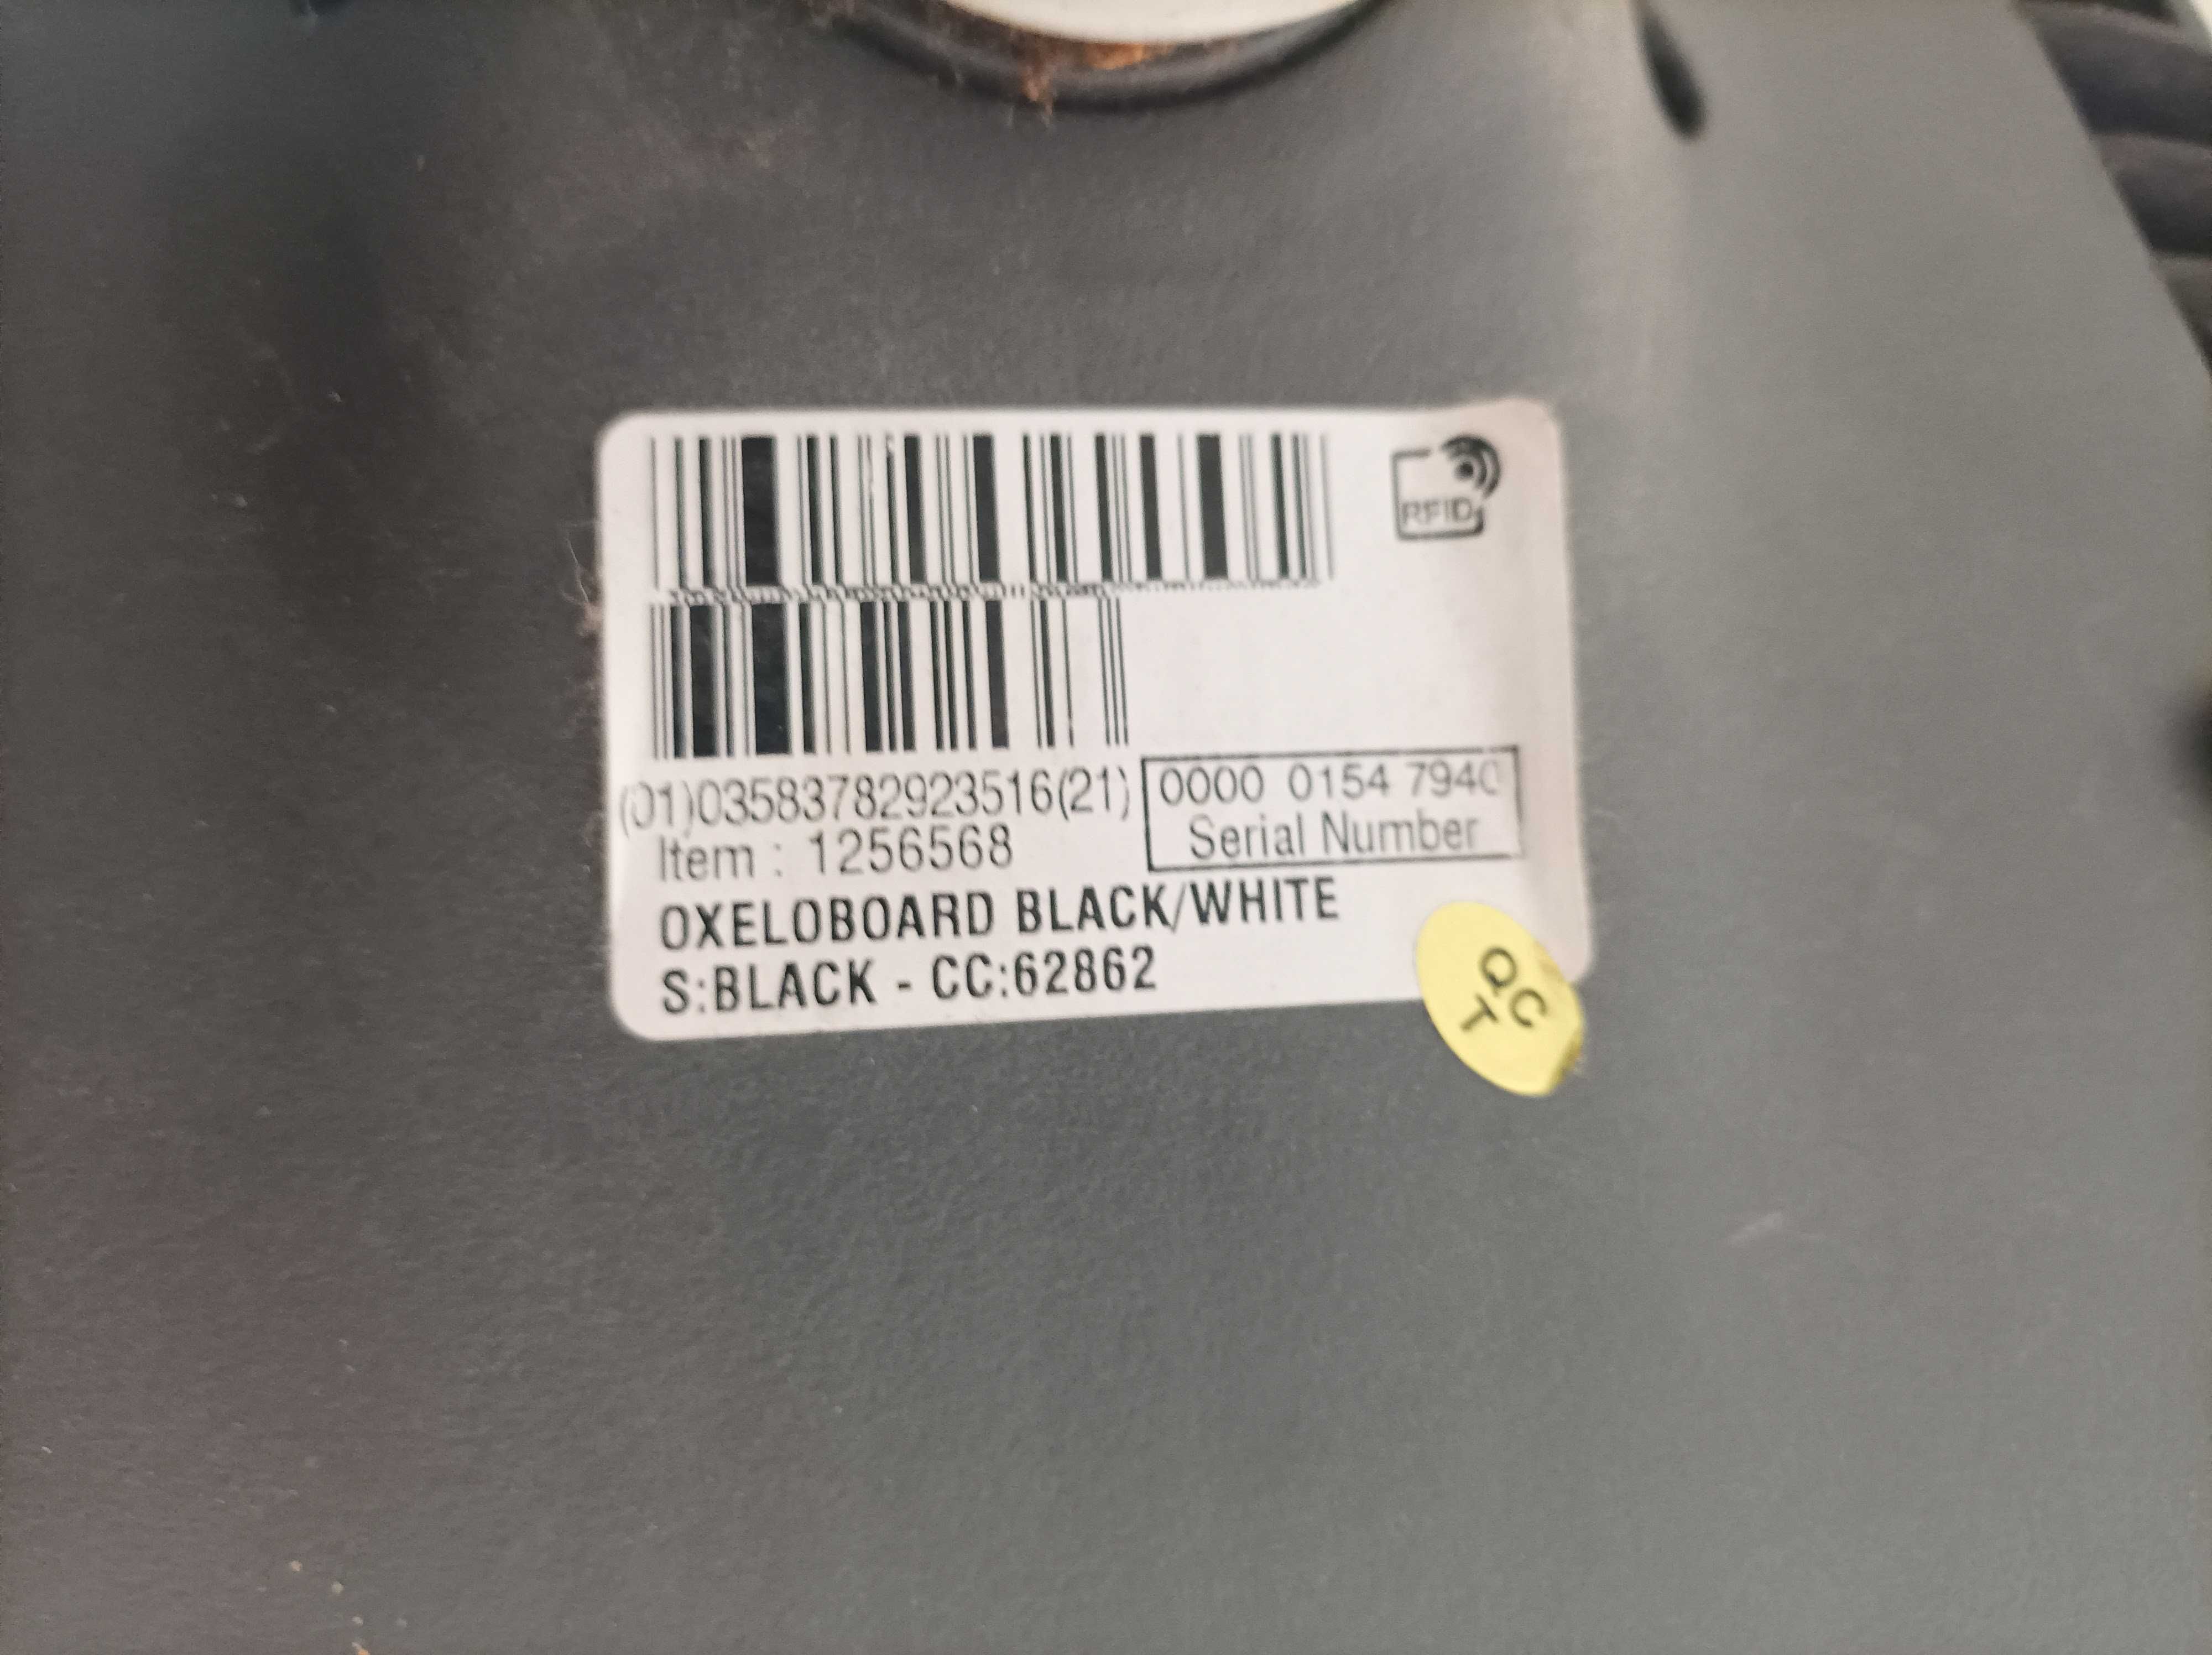 RFID
(01)03583782923516(21)
0000 0154 7940
Serial Number
Item : 1256568
OXELOBOARD BLACK/WHITE
S:BLACK - CC:62862
QC
T